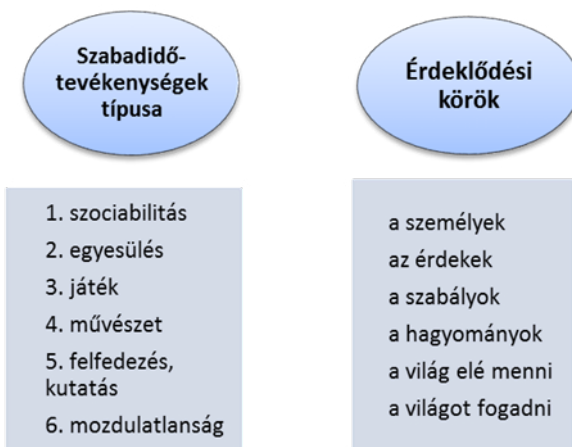 Szabadidő-
tevékenységek
típusa
1. szociabilitás
2. egyesülés
3. játék
4. művészet
5. felfedezés,
kutatás
6. mozdulatlanság
Érdeklődési
körök
a személyek
az érdekek
a szabályok
a hagyományok
a világ elé menni
a világot fogadni